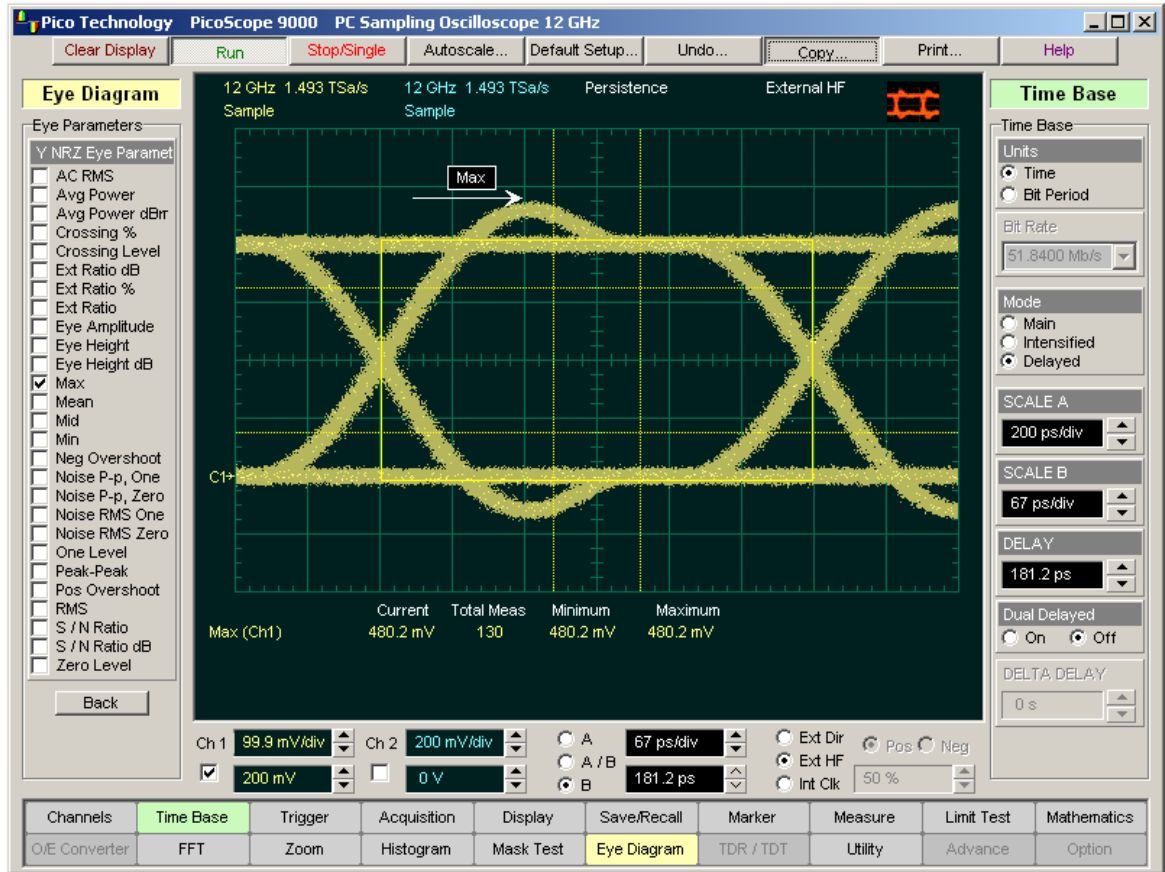 Pico Technology PicoScope 9000 PC Sampling Oscilloscope 12 GHz
Clear Display Run Stop/Single Autoscale... Default Setup... Undo... Copy... Print... Help
Eye Diagram
Eye Parameters
Y NRZ Eye Paramet
AC RMS
Avg Power
Avg Power dBm
Crossing %
Crossing Level
Ext Ratio dB
Ext Ratio %
Ext Ratio
Eye Amplitude
Eye Height
Eye Height dB
Max
Mean
Mid
Min
Neg Overshoot
Noise P-p, One
Noise P-p, Zero
Noise RMS One
Noise RMS Zero
One Level
Peak-Peak
Pos Overshoot
RMS
S / N Ratio
S / N Ratio dB
Zero Level
Back
12 GHz 1.493 TSa/s 12 GHz 1.493 TSa/s Persistence External HF
Sample Sample
Max
C1
Current Total Meas Minimum Maximum
Max (Ch1) 480.2 mV 130 480.2 mV 480.2 mV
Time Base
Time Base
Units
Time
Bit Period
Bit Rate
51.8400 Mb/s
Mode
Main
Intensified
Delayed
SCALE A
200 ps/div
SCALE B
67 ps/div
DELAY
181.2 ps
Dual Delayed
On Off
DELTA DELAY
0 s
Ch 1 99.9 mV/div Ch 2 200 mV/div A 67 ps/div Ext Dir Pos Neg
A / B Ext HF
200 mV 0 V B 181.2 ps Int Clk 50 %
Channels Time Base Trigger Acquisition Display Save/Recall Marker Measure Limit Test Mathematics
O/E Converter FFT Zoom Histogram Mask Test Eye Diagram TDR / TDT Utility Advance Option